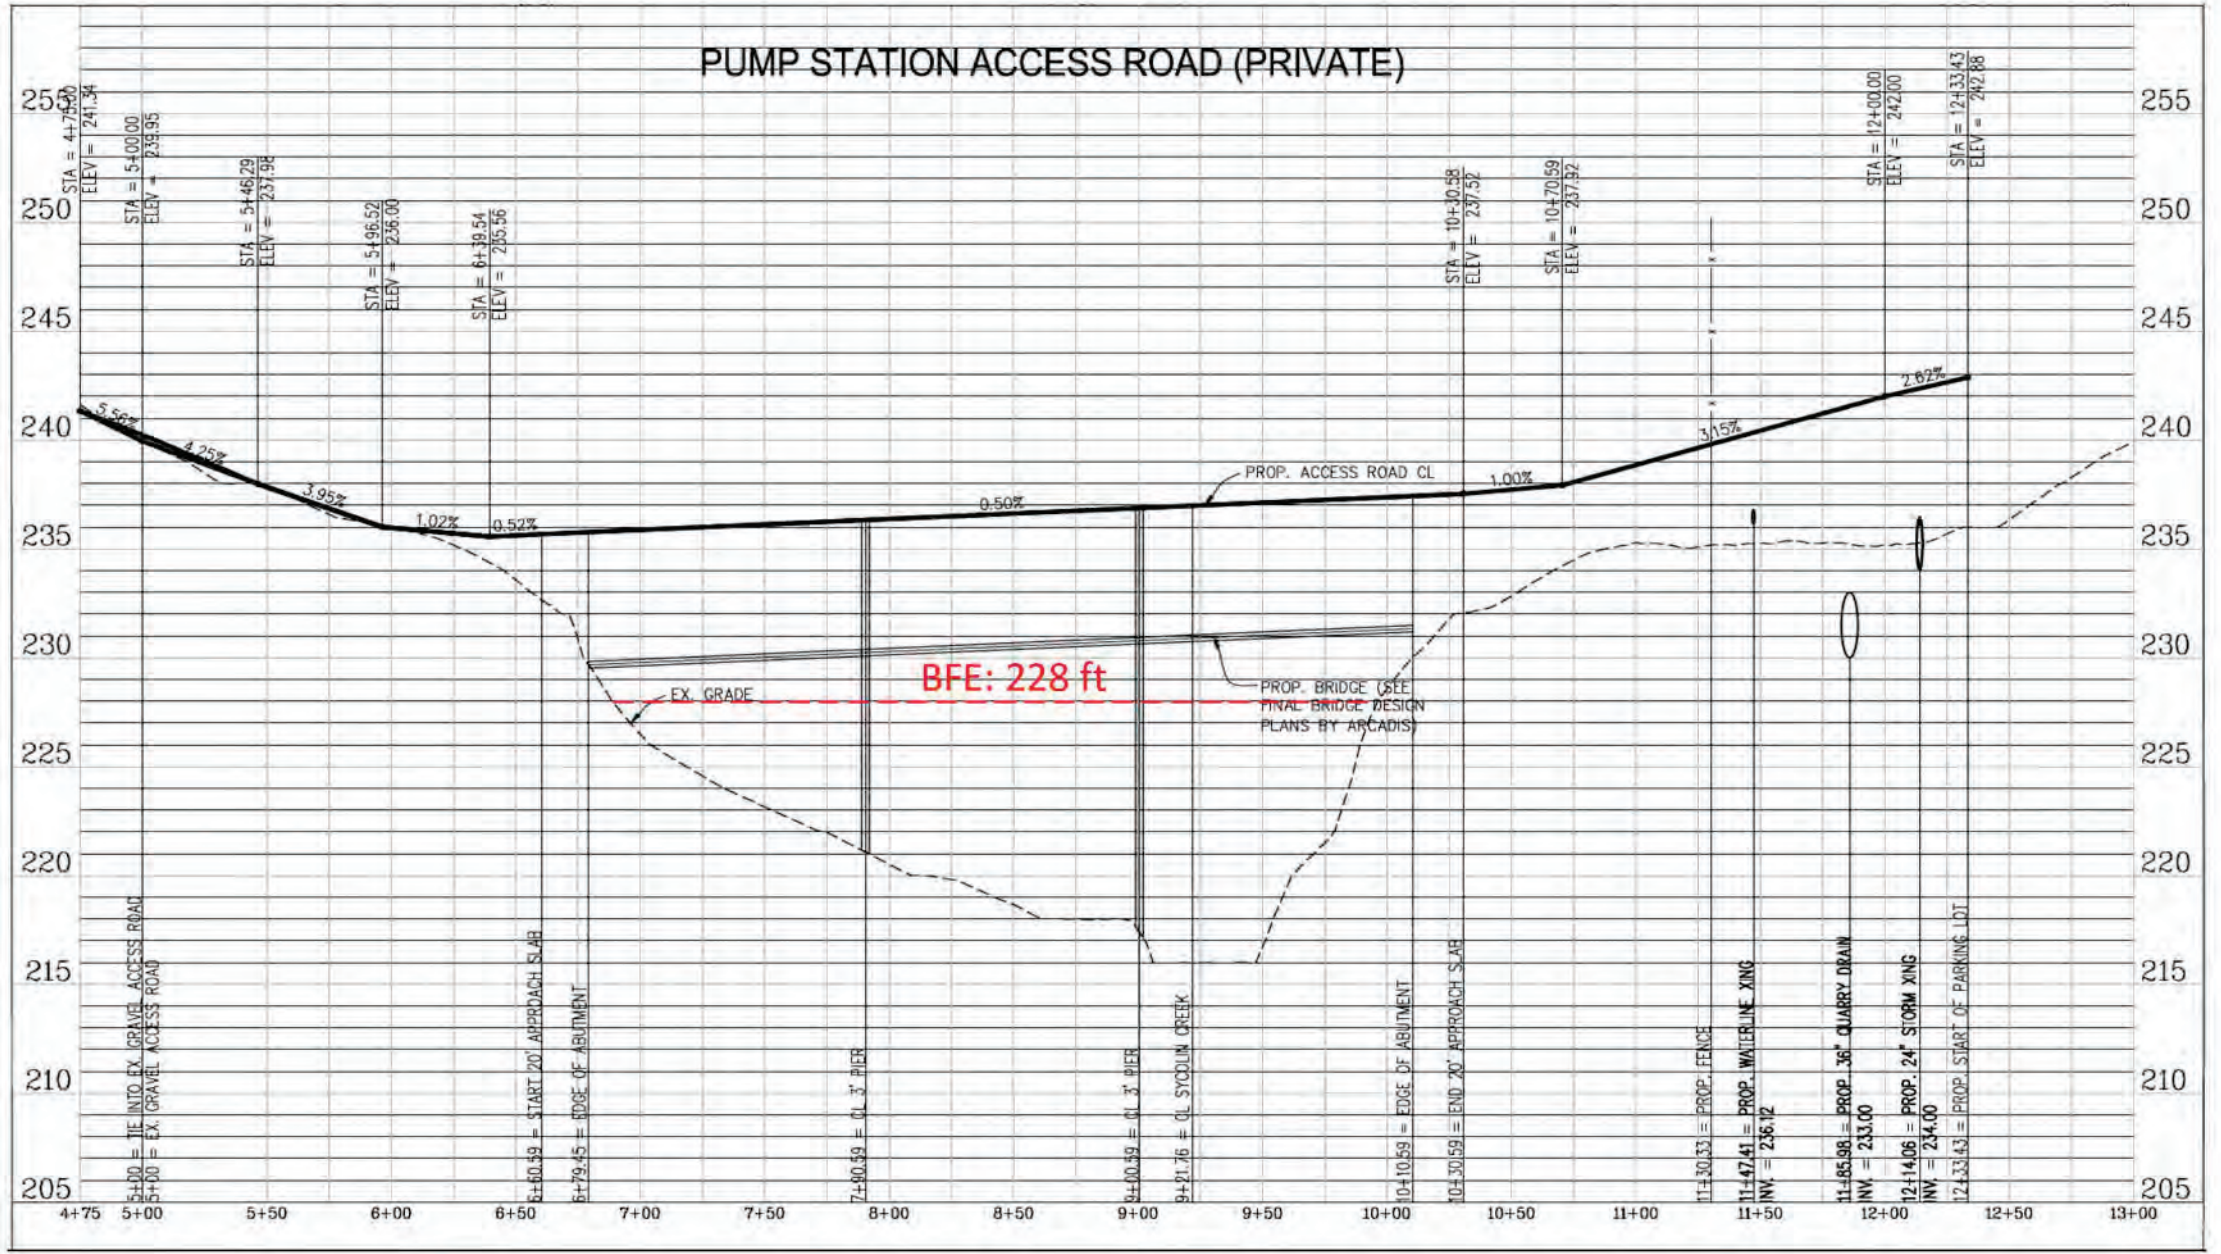 PUMP STATION ACCESS ROAD (PRIVATE)
255
250
245
240
235
230
225
220
215
210
205
255
250
245
240
235
230
225
220
215
210
205
STA = 4+75.00
ELEV = 241.34
STA = 5+00.00
ELEV = 239.95
STA = 5+46.29
ELEV = 237.98
STA = 5+96.52
ELEV = 236.00
STA = 6+39.54
ELEV = 235.56
STA = 10+30.58
ELEV = 237.52
STA = 10+70.59
ELEV = 237.92
STA = 12+00.00
ELEV = 242.00
STA = 12+33.43
ELEV = 242.88
5.56%
4.25%
3.95%
1.02%
0.52%
0.50%
1.00%
3.15%
2.62%
PROP. ACCESS ROAD CL
BFE: 228 ft
EX. GRADE
PROP. BRIDGE (SEE
FINAL BRIDGE DESIGN
PLANS BY ARCADIS)
5+00 = TIE INTO EX. GRAVEL ACCESS ROAD
5+00 = EX. GRAVEL ACCESS ROAD
6+60.59 = START 20' APPROACH SLAB
6+79.45 = EDGE OF ABUTMENT
7+90.59 = CL 3' PIER
9+00.59 = CL 3' PIER
9+21.76 = CL SYCOLIN CREEK
10+10.59 = EDGE OF ABUTMENT
10+30.59 = END 20' APPROACH SLAB
11+30.33 = PROP. FENCE
11+47.41 = PROP. WATERLINE XING
INV. = 236.12
11+85.98 = PROP. 36" QUARRY DRAIN
INV. = 233.00
12+14.06 = PROP. 24" STORM XING
INV. = 234.00
12+33.43 = PROP. START OF PARKING LOT
4+75 5+00 5+50 6+00 6+50 7+00 7+50 8+00 8+50 9+00 9+50 10+00 10+50 11+00 11+50 12+00 12+50 13+00